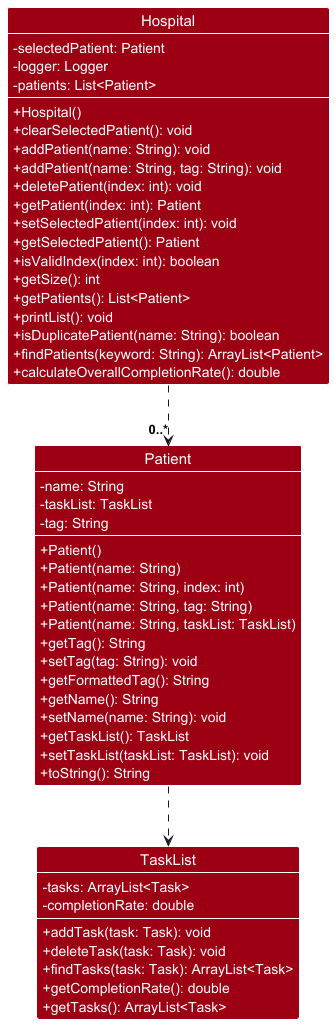 Hospital
-selectedPatient: Patient
-logger: Logger
-patients: List<Patient>
+Hospital()
+clearSelectedPatient(): void
+addPatient(name: String): void
+addPatient(name: String, tag: String): void
+deletePatient(index: int): void
+getPatient(index: int): Patient
+setSelectedPatient(index: int): void
+getSelectedPatient(): Patient
+isValidIndex(index: int): boolean
+getSize(): int
+getPatients(): List<Patient>
+printList(): void
+isDuplicatePatient(name: String): boolean
+findPatients(keyword: String): ArrayList<Patient>
+calculateOverallCompletionRate(): double
0..*
Patient
-name: String
-taskList: TaskList
-tag: String
+Patient()
+Patient(name: String)
+Patient(name: String, index: int)
+Patient(name: String, tag: String)
+Patient(name: String, taskList: TaskList)
+getTag(): String
+setTag(tag: String): void
+getFormattedTag(): String
+getName(): String
+setName(name: String): void
+getTaskList(): TaskList
+setTaskList(taskList: TaskList): void
+toString(): String
TaskList
-tasks: ArrayList<Task>
-completionRate: double
+addTask(task: Task): void
+deleteTask(task: Task): void
+findTasks(task: Task): ArrayList<Task>
+getCompletionRate(): double
+getTasks(): ArrayList<Task>